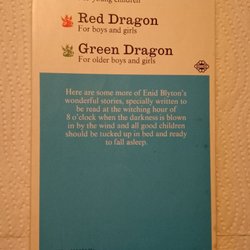 for young children
Red Dragon
For boys and girls
Green Dragon
For older boys and girls
Here are some more of Enid Blyton's
wonderful stories, specially written to
be read at the witching hour of
8 o'clock when the darkness is blown
in by the wind and all good children
should be tucked up in bed and ready
to fall asleep.